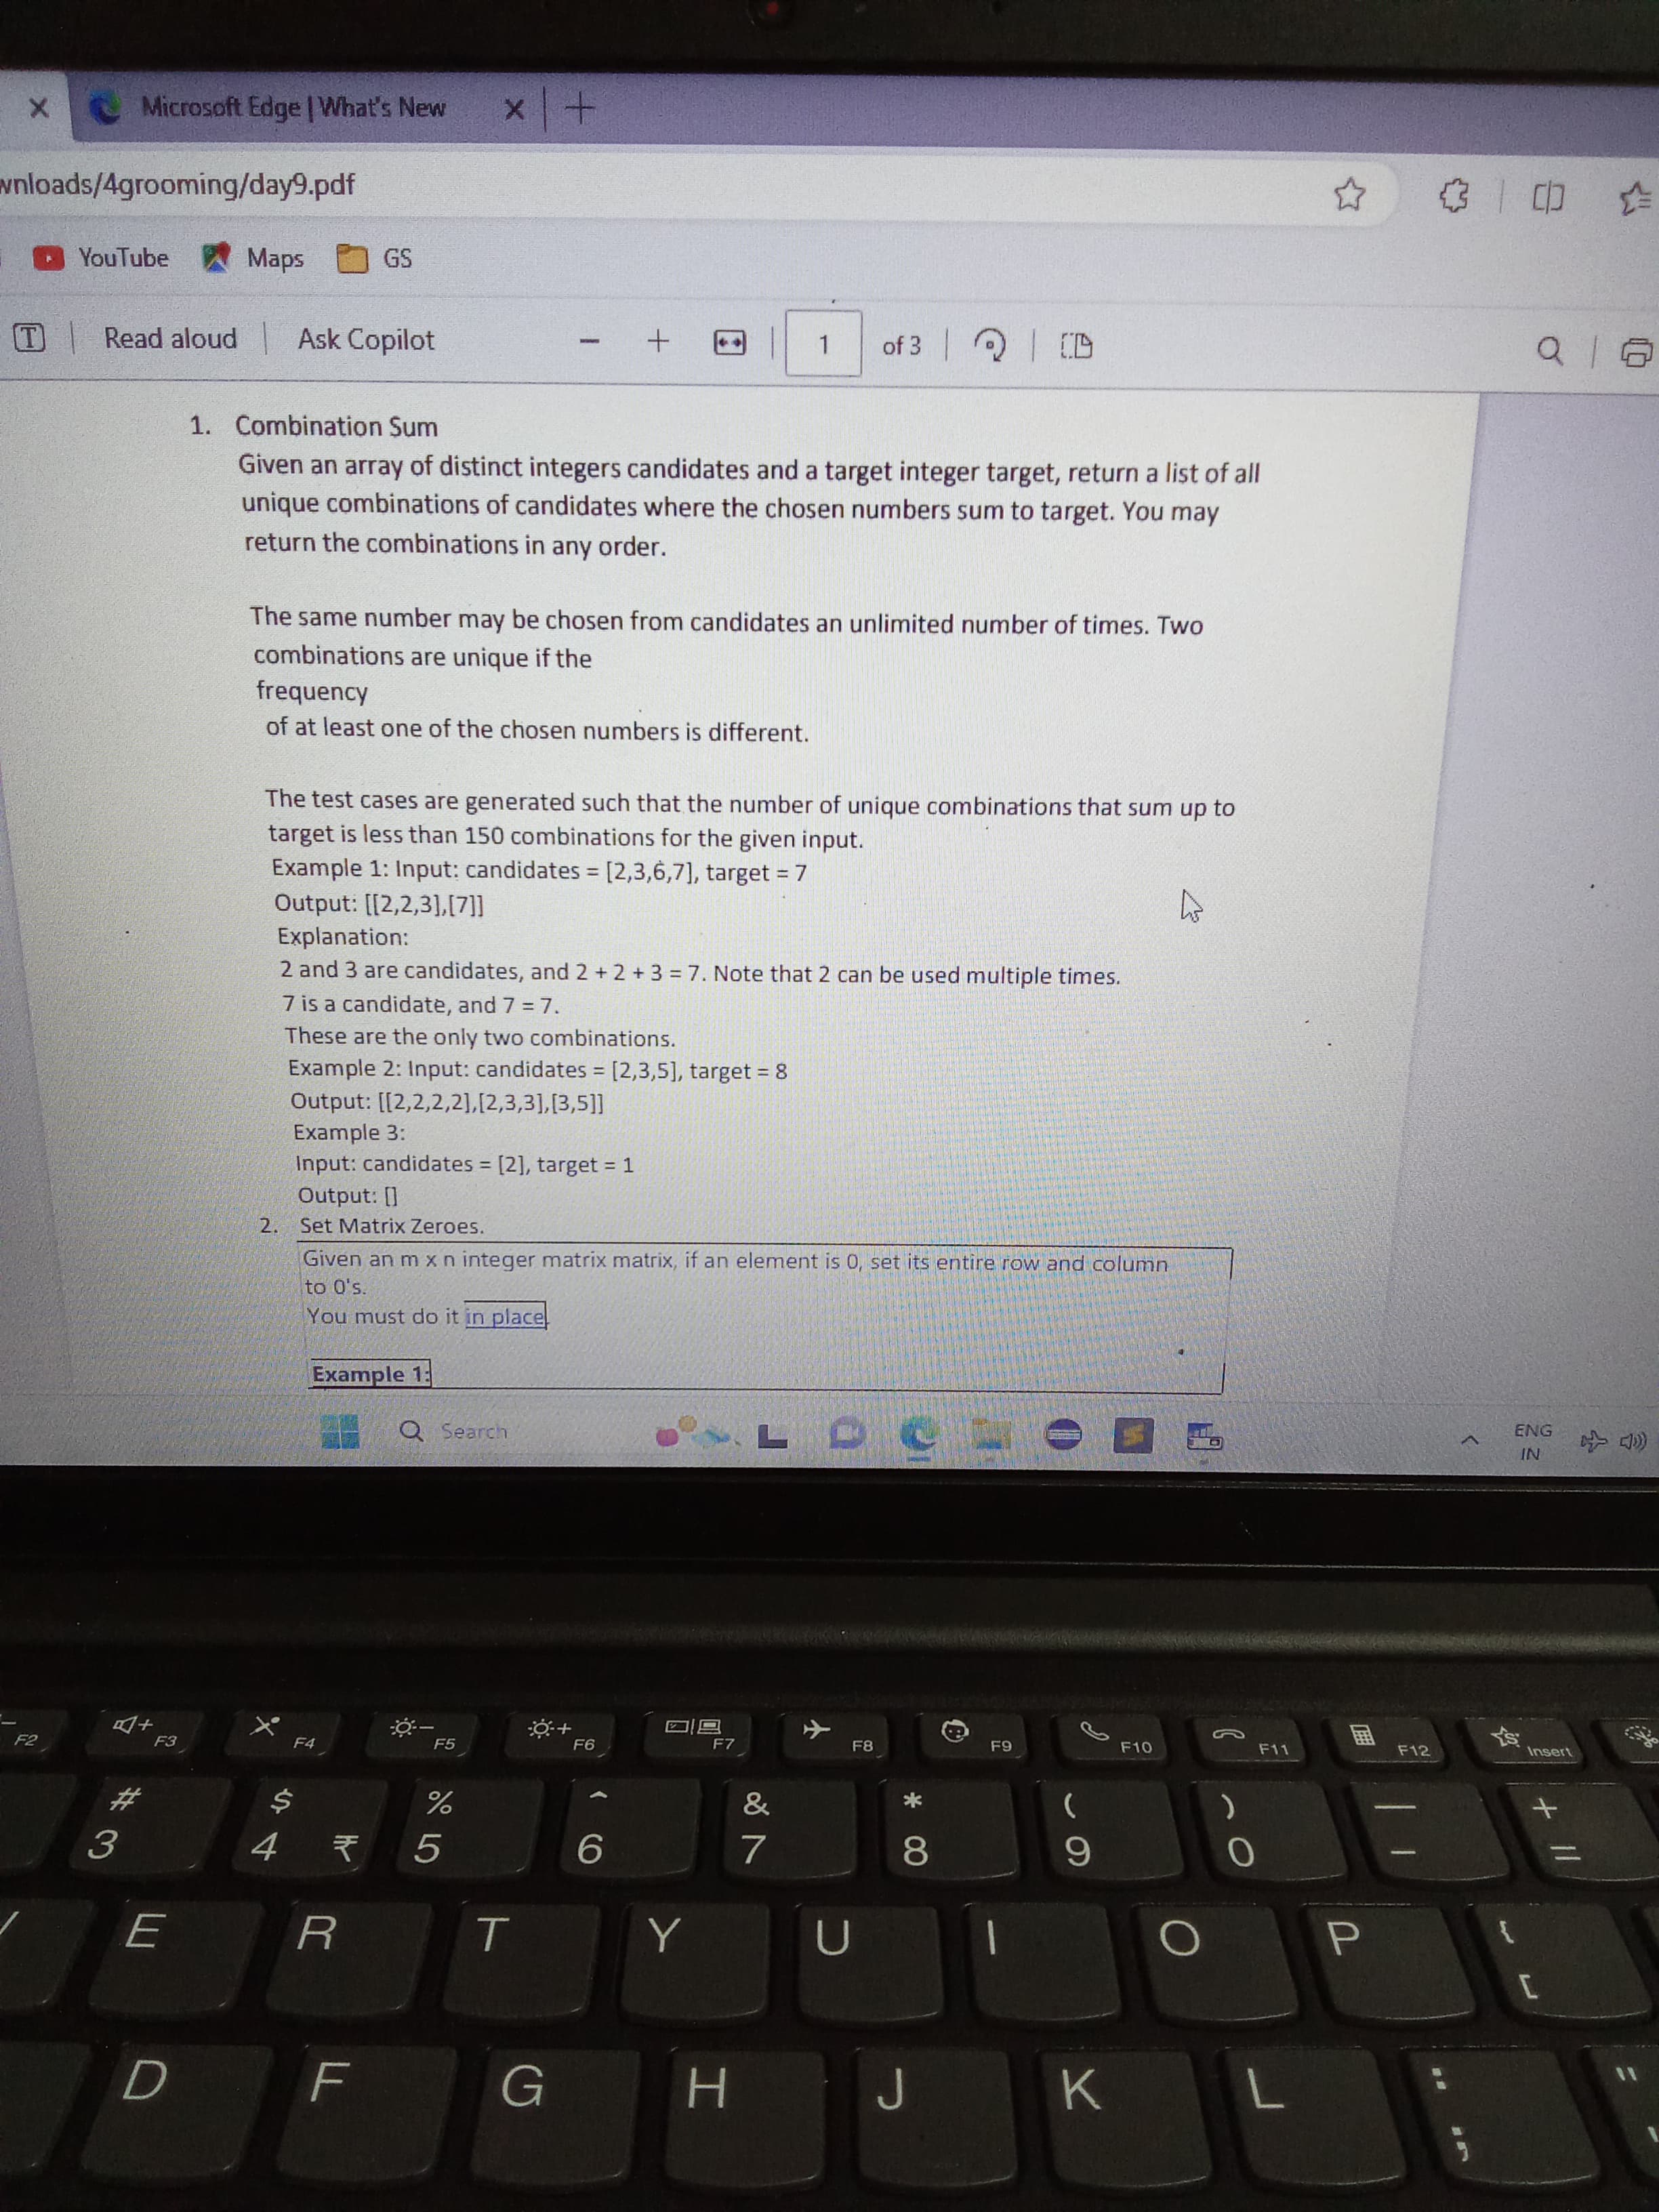 Microsoft Edge | What's New
wnloads/4grooming/day9.pdf
YouTube Maps GS
Read aloud Ask Copilot 1 of 3
1. Combination Sum
Given an array of distinct integers candidates and a target integer target, return a list of all
unique combinations of candidates where the chosen numbers sum to target. You may
return the combinations in any order.
The same number may be chosen from candidates an unlimited number of times. Two
combinations are unique if the
frequency
of at least one of the chosen numbers is different.
The test cases are generated such that the number of unique combinations that sum up to
target is less than 150 combinations for the given input.
Example 1: Input: candidates = [2,3,6,7], target = 7
Output: [[2,2,3],[7]]
Explanation:
2 and 3 are candidates, and 2 + 2 + 3 = 7. Note that 2 can be used multiple times.
7 is a candidate, and 7 = 7.
These are the only two combinations.
Example 2: Input: candidates = [2,3,5], target = 8
Output: [[2,2,2,2],[2,3,3],[3,5]]
Example 3:
Input: candidates = [2], target = 1
Output: []
2. Set Matrix Zeroes.
Given an m x n integer matrix matrix, if an element is 0, set its entire row and column
to 0's.
You must do it in place
Example 1:
Search
ENG
IN
F2 F3 F4 F5 F6 F7 F8 F9 F10 F11 F12 Insert
# $ % ^ & * ( ) — +
3 4 ₹ 5 6 7 8 9 0 - =
E R T Y U I O P { [
D F G H J K L : ; "